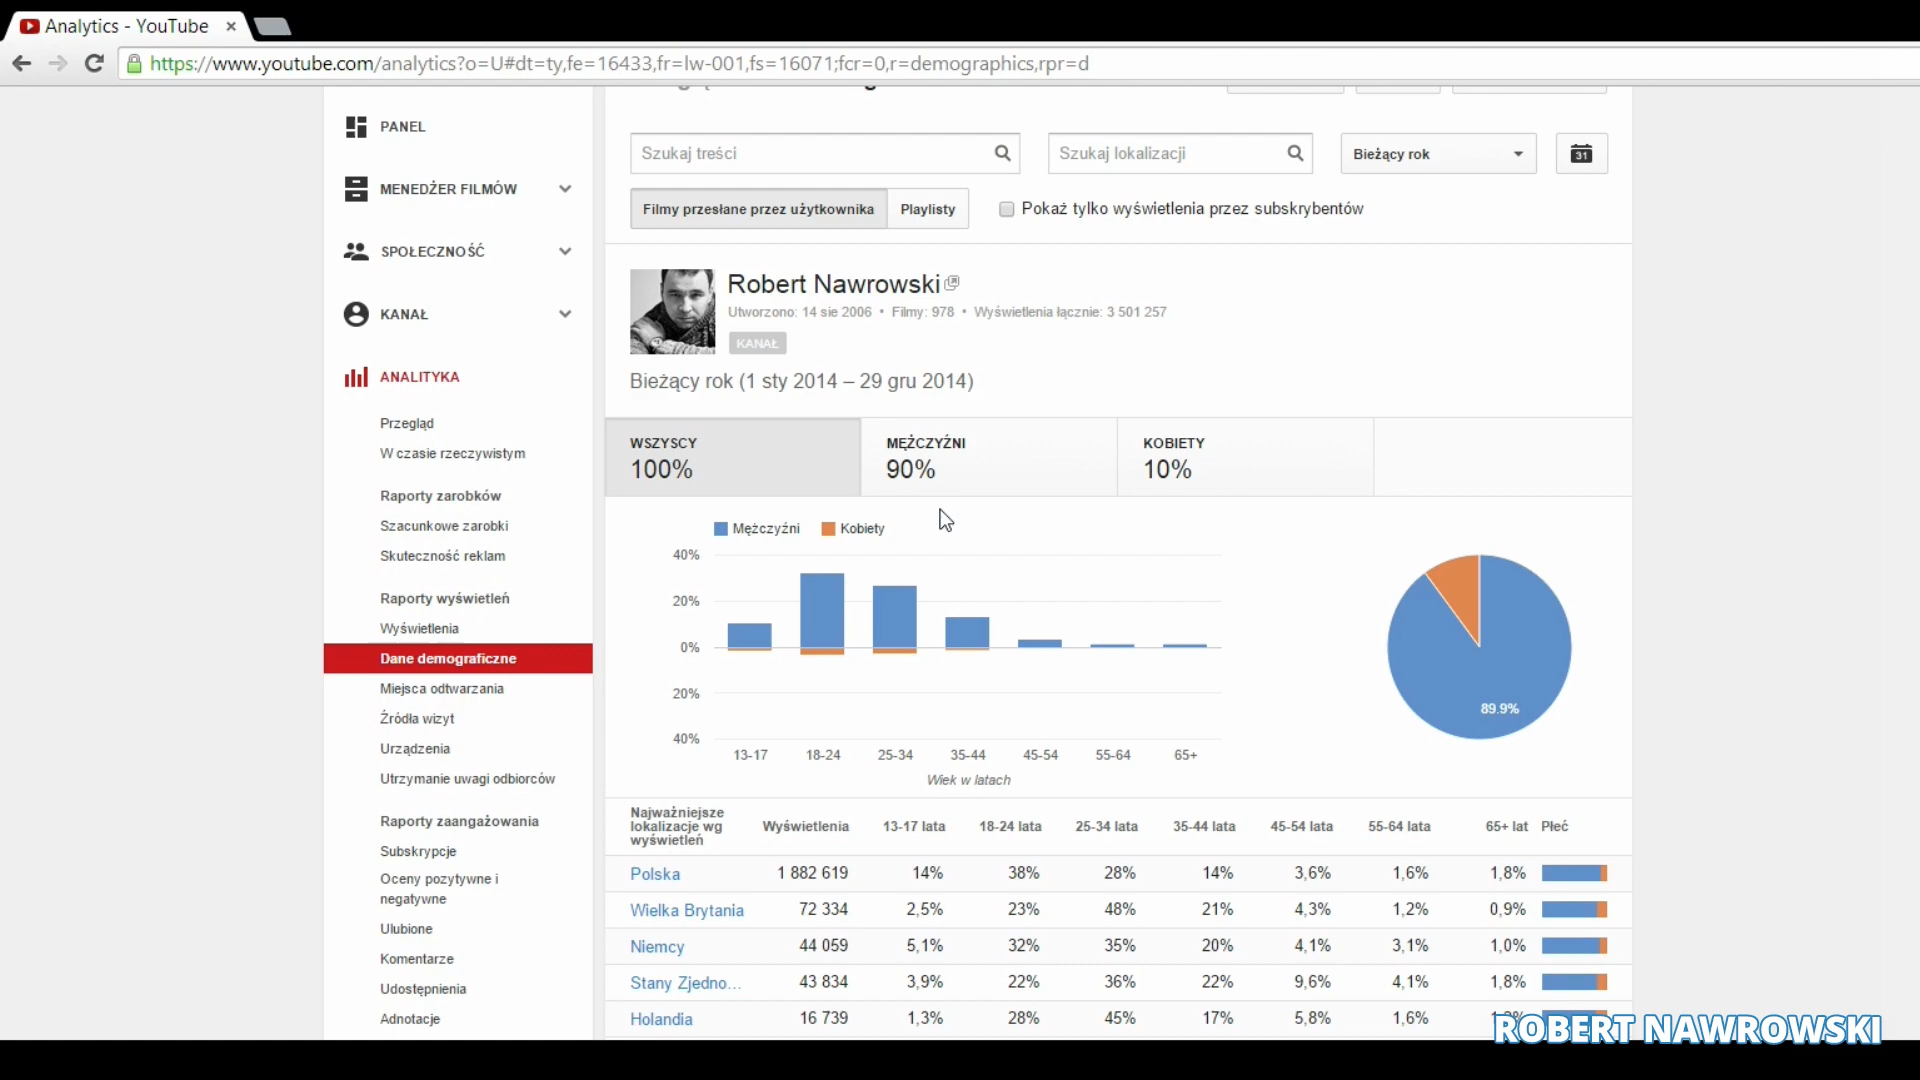 Analytics - YouTube
https://www.youtube.com/analytics?o=U#dt=ty,fe=16433,fr=lw-001,fs=16071;fcr=0,r=demographics,rpr=d
PANEL
MENEDŻER FILMÓW
SPOŁECZNOŚĆ
KANAŁ
ANALITYKA
Przegląd
W czasie rzeczywistym
Raporty zarobków
Szacunkowe zarobki
Skuteczność reklam
Raporty wyświetleń
Wyświetlenia
Dane demograficzne
Miejsca odtwarzania
Źródła wizyt
Urządzenia
Utrzymanie uwagi odbiorców
Raporty zaangażowania
Subskrypcje
Oceny pozytywne i
negatywne
Ulubione
Komentarze
Udostępnienia
Adnotacje
Szukaj treści
Szukaj lokalizacji
Bieżący rok
31
Filmy przesłane przez użytkownika
Playlisty
Pokaż tylko wyświetlenia przez subskrybentów
Robert Nawrowski
Utworzono: 14 sie 2006 • Filmy: 978 • Wyświetlenia łącznie: 3 501 257
KANAŁ
Bieżący rok (1 sty 2014 – 29 gru 2014)
WSZYSCY
100%
MĘŻCZYŹNI
90%
KOBIETY
10%
Mężczyźni Kobiety
40%
20%
0%
20%
40%
13-17 18-24 25-34 35-44 45-54 55-64 65+
Wiek w latach
89.9%
Najważniejsze
lokalizacje wg
wyświetleń
Wyświetlenia 13-17 lata 18-24 lata 25-34 lata 35-44 lata 45-54 lata 55-64 lata 65+ lat Płeć
Polska 1 882 619 14% 38% 28% 14% 3,6% 1,6% 1,8%
Wielka Brytania 72 334 2,5% 23% 48% 21% 4,3% 1,2% 0,9%
Niemcy 44 059 5,1% 32% 35% 20% 4,1% 3,1% 1,0%
Stany Zjedno... 43 834 3,9% 22% 36% 22% 9,6% 4,1% 1,8%
Holandia 16 739 1,3% 28% 45% 17% 5,8% 1,6%
ROBERT NAWROWSKI